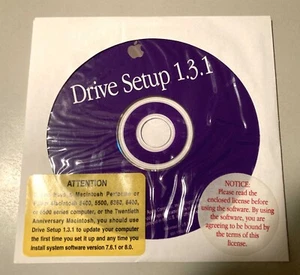 Drive Setup 1.3.1
ATTENTION
Macintosh Performa or
Macintosh 5400, 5500, 6360, 6400,
6500 series computer, or the Twentieth
Anniversary Macintosh, you should use
Drive Setup 1.3.1 to update your computer
the first time you set it up and any time you
install system software version 7.6.1 or 8.0.
NOTICE:
Please read the
enclosed license before
using the software. By using
the software, you are
agreeing to be bound by
the terms of this
license.